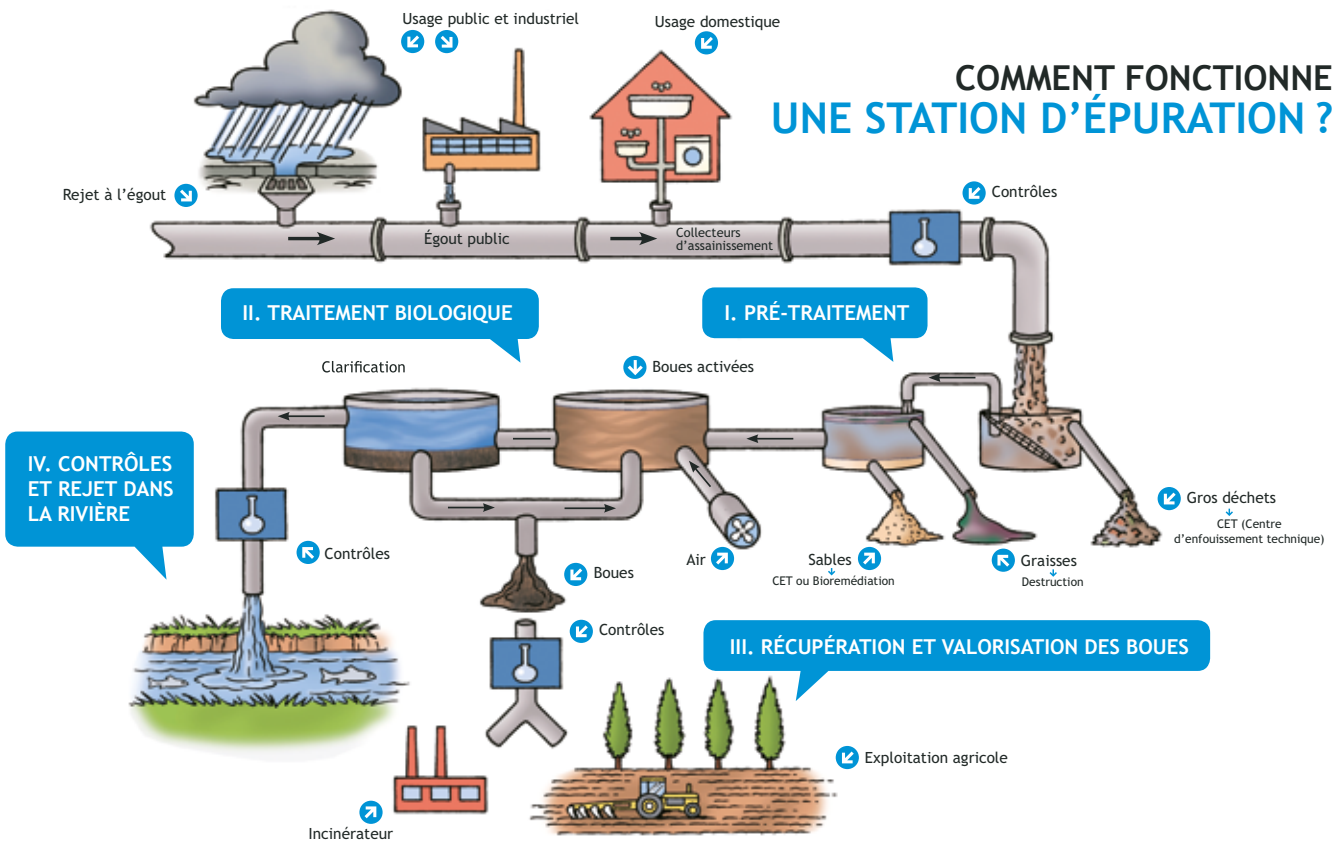 Usage public et industriel
Usage domestique
COMMENT FONCTIONNE
UNE STATION D'ÉPURATION ?
Rejet à l'égout
Contrôles
Égout public
Collecteurs
d'assainissement
II. TRAITEMENT BIOLOGIQUE
I. PRÉ-TRAITEMENT
Clarification
Boues activées
IV. CONTRÔLES
ET REJET DANS
LA RIVIÈRE
Gros déchets
CET (Centre
d'enfouissement technique)
Contrôles
Air
Sables
CET ou Bioremédiation
Graisses
Destruction
Boues
Contrôles
III. RÉCUPÉRATION ET VALORISATION DES BOUES
Exploitation agricole
Incinérateur